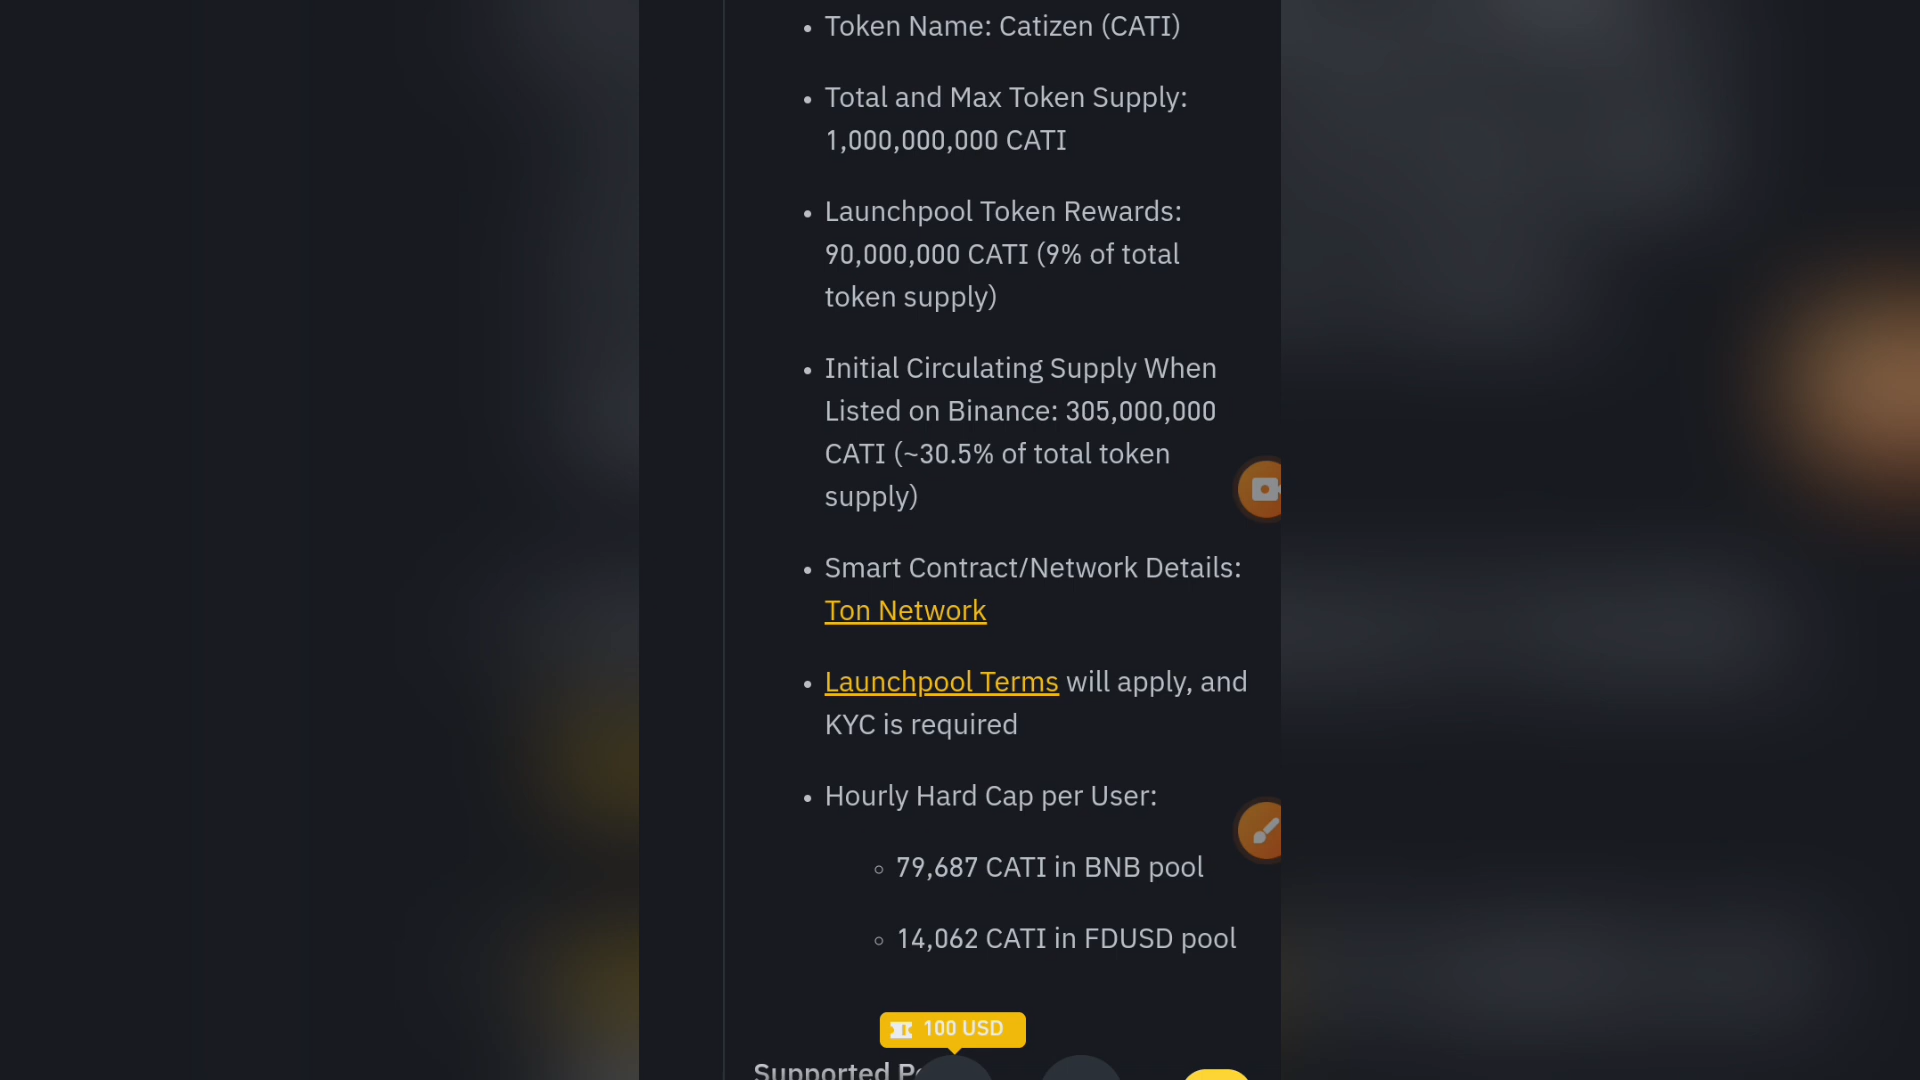 • Token Name: Catizen (CATI)
• Total and Max Token Supply:
1,000,000,000 CATI
• Launchpool Token Rewards:
90,000,000 CATI (9% of total
token supply)
• Initial Circulating Supply When
Listed on Binance: 305,000,000
CATI (~30.5% of total token
supply)
• Smart Contract/Network Details:
Ton Network
• Launchpool Terms will apply, and
KYC is required
• Hourly Hard Cap per User:
◦ 79,687 CATI in BNB pool
◦ 14,062 CATI in FDUSD pool
100 USD
Supported